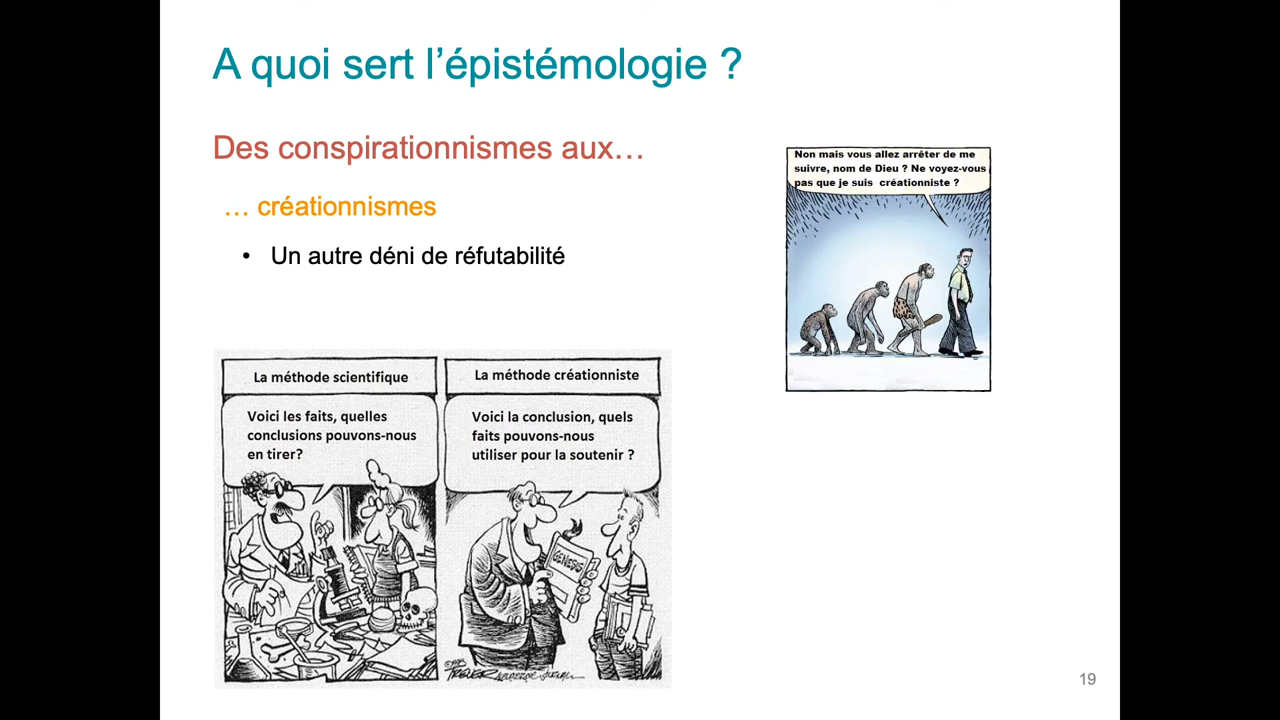 A quoi sert l’épistémologie ?
Des conspirationnismes aux…
… créationnismes
• Un autre déni de réfutabilité
Non mais vous allez arrêter de me
suivre, nom de Dieu ? Ne voyez-vous
pas que je suis créationniste ?
La méthode scientifique
Voici les faits, quelles
conclusions pouvons-nous
en tirer?
La méthode créationniste
Voici la conclusion, quels
faits pouvons-nous
utiliser pour la soutenir ?
GENESIS
19